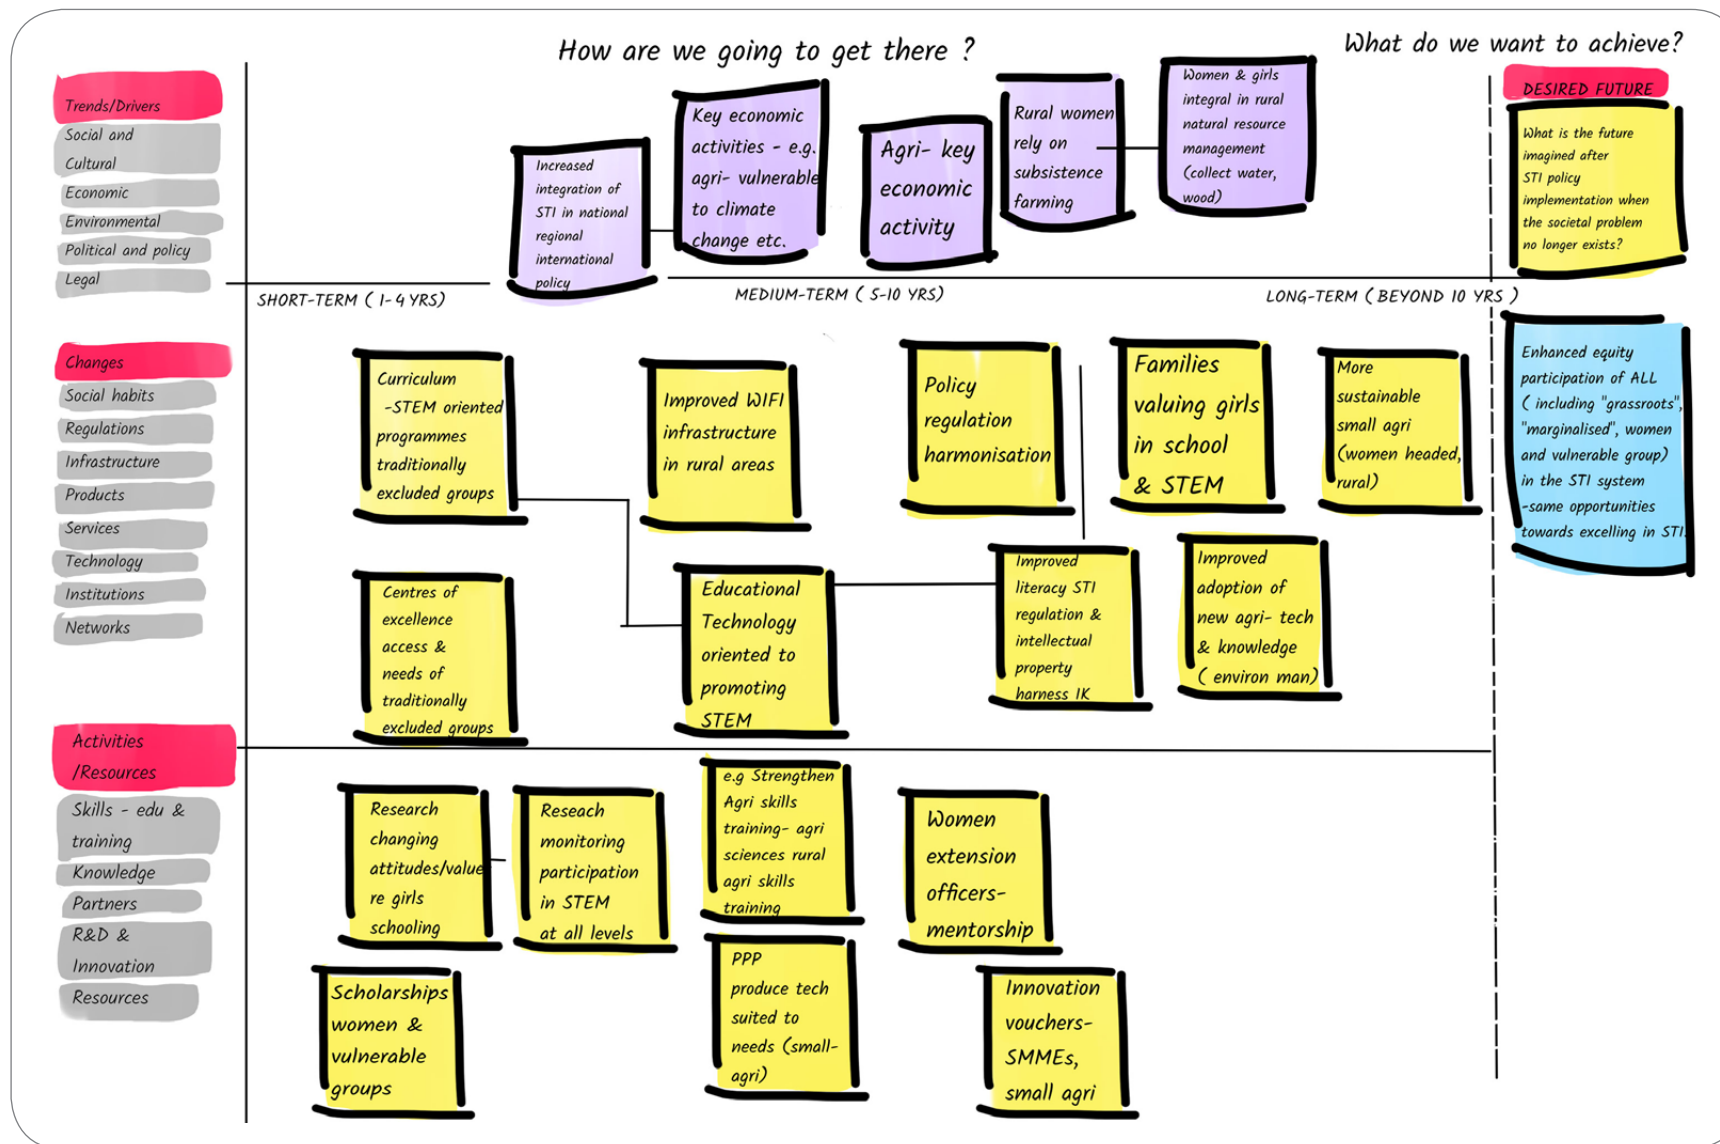 How are we going to get there ?
What do we want to achieve?
Trends/Drivers
Social and
Cultural
Economic
Environmental
Political and policy
Legal
Increased
integration of
STI in national
regional
international
policy
Key economic
activities - e.g.
agri- vulnerable
to climate
change etc.
Agri- key
economic
activity
Rural women
rely on
subsistence
farming
Women & girls
integral in rural
natural resource
management
(collect water,
wood)
DESIRED FUTURE
What is the future
imagined after
STI policy
implementation when
the societal problem
no longer exists?
SHORT-TERM ( 1- 4 YRS)
MEDIUM-TERM ( 5-10 YRS)
LONG-TERM ( BEYOND 10 YRS )
Changes
Social habits
Regulations
Infrastructure
Products
Services
Technology
Institutions
Networks
Curriculum
-STEM oriented
programmes
traditionally
excluded groups
Improved WIFI
infrastructure
in rural areas
Policy
regulation
harmonisation
Families
valuing girls
in school
& STEM
More
sustainable
small agri
(women headed,
rural)
Enhanced equity
participation of ALL
( including "grassroots",
"marginalised", women
and vulnerable group)
in the STI system
-same opportunities
towards excelling in STI.
Centres of
excellence
access &
needs of
traditionally
excluded groups
Educational
Technology
oriented to
promoting
STEM
Improved
literacy STI
regulation &
intellectual
property
harness IK
Improved
adoption of
new agri- tech
& knowledge
( environ man)
Activities
/Resources
Skills - edu &
training
Knowledge
Partners
R&D &
Innovation
Resources
Research
changing
attitudes/value
re girls
schooling
Reseach
monitoring
participation
in STEM
at all levels
e.g Strengthen
Agri skills
training- agri
sciences rural
agri skills
training
Women
extension
officers-
mentorship
Scholarships
women &
vulnerable
groups
PPP
produce tech
suited to
needs (small-
agri)
Innovation
vouchers-
SMMEs,
small agri